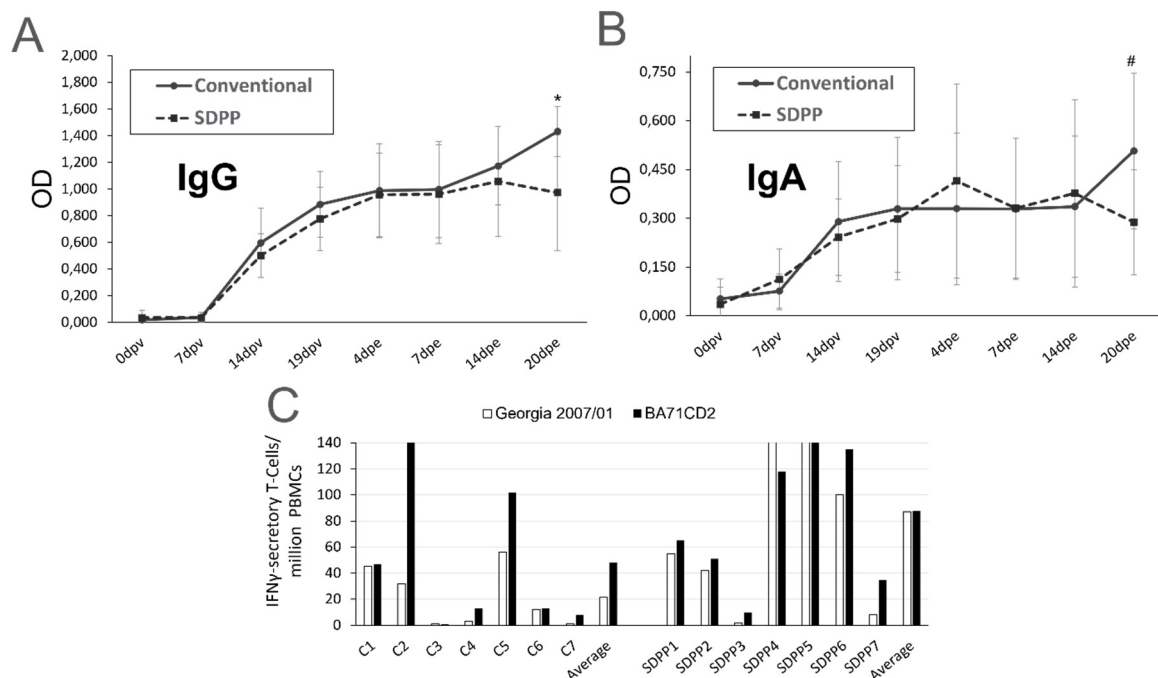 A
2,000
1,800
1,600
1,400
1,200
1,000
0,800
0,600
0,400
0,200
0,000
OD
Conventional
SDPP
IgG
*
0dpv
7dpv
14dpv
19dpv
4dpe
7dpe
14dpe
20dpe
B
0,750
0,600
0,450
0,300
0,150
0,000
OD
Conventional
SDPP
IgA
#
0dpv
7dpv
14dpv
19dpv
4dpe
7dpe
14dpe
20dpe
C
Georgia 2007/01
BA71CD2
IFNγ-secretory T-Cells/
million PBMCs
140
120
100
80
60
40
20
0
C1
C2
C3
C4
C5
C6
C7
Average
SDPP1
SDPP2
SDPP3
SDPP4
SDPP5
SDPP6
SDPP7
Average